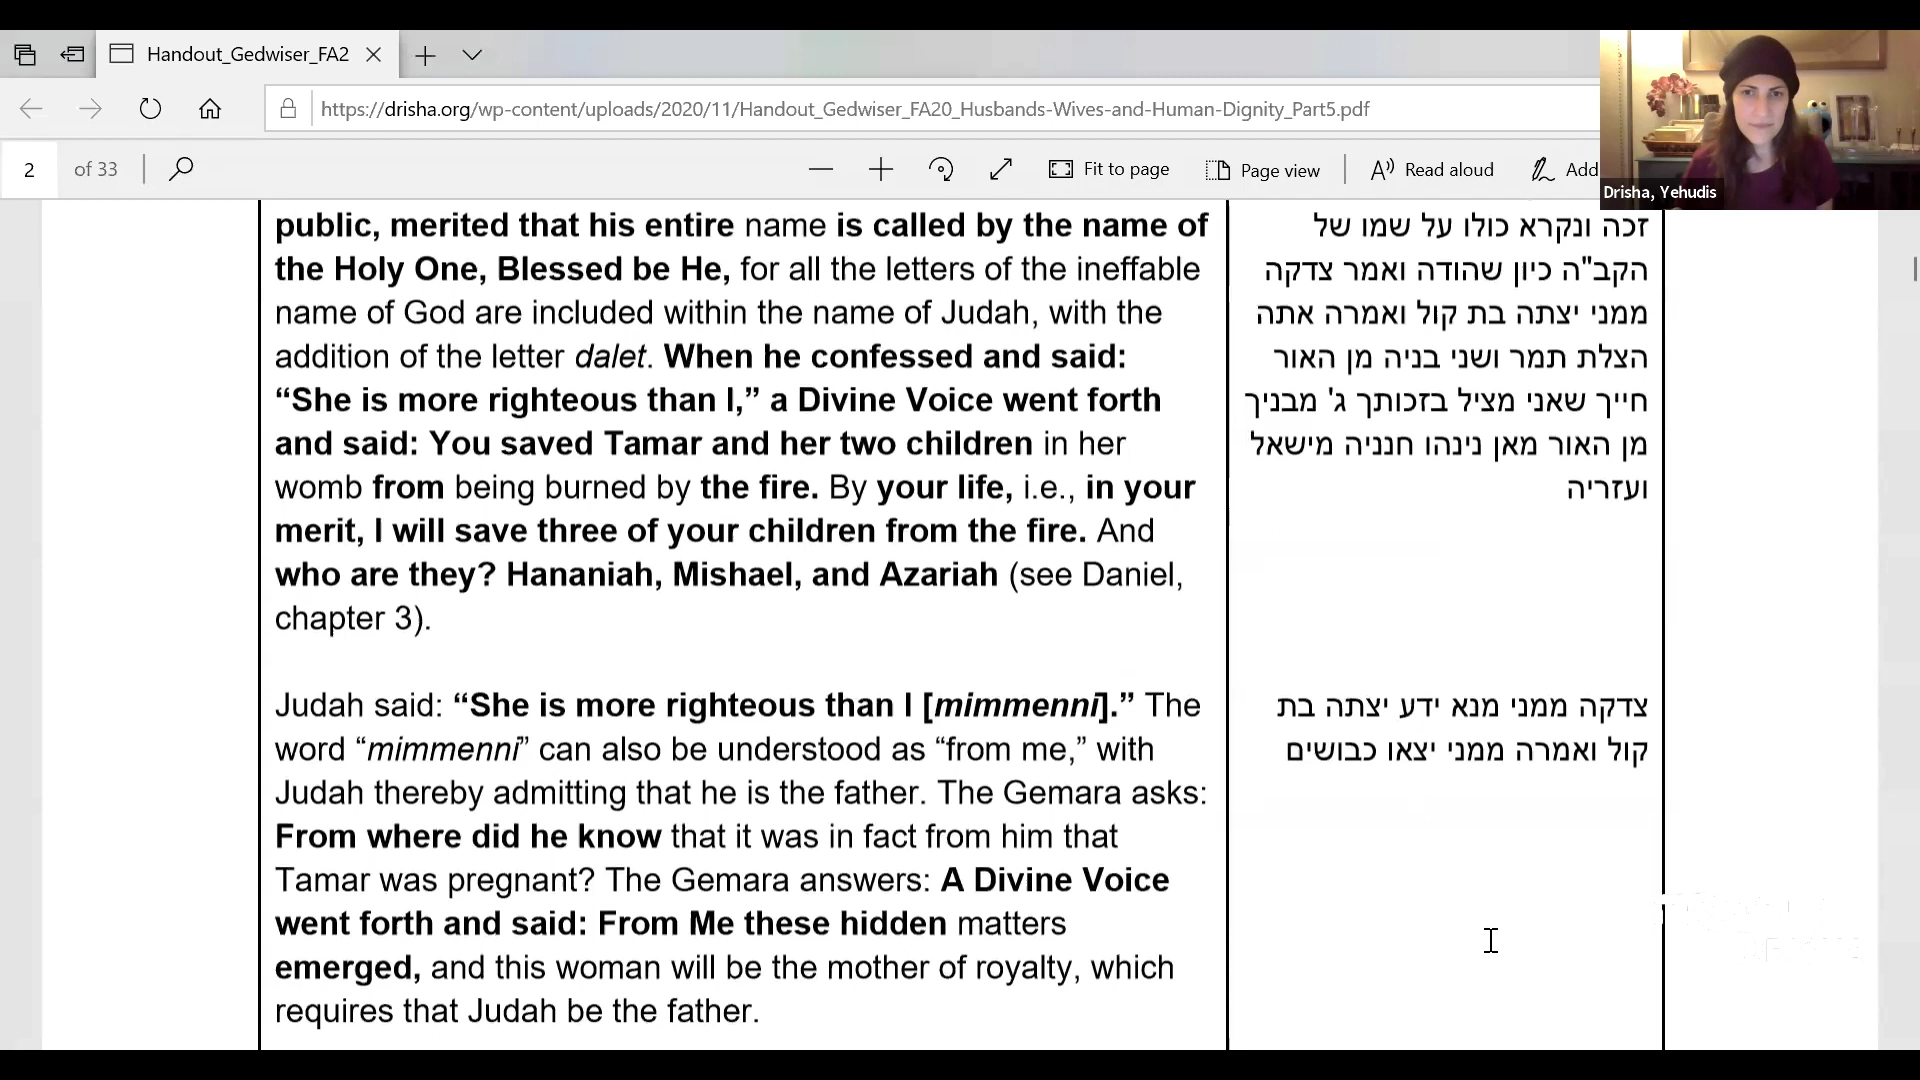 Handout_Gedwiser_FA2
https://drisha.org/wp-content/uploads/2020/11/Handout_Gedwiser_FA20_Husbands-Wives-and-Human-Dignity_Part5.pdf
2 of 33
Fit to page
Page view
Read aloud
Add
Drisha, Yehudis
public, merited that his entire name is called by the name of
the Holy One, Blessed be He, for all the letters of the ineffable
name of God are included within the name of Judah, with the
addition of the letter dalet. When he confessed and said:
“She is more righteous than I,” a Divine Voice went forth
and said: You saved Tamar and her two children in her
womb from being burned by the fire. By your life, i.e., in your
merit, I will save three of your children from the fire. And
who are they? Hananiah, Mishael, and Azariah (see Daniel,
chapter 3).
זכה ונקרא כולו על שמו של
הקב"ה כיון שהודה ואמר צדקה
ממני יצתה בת קול ואמרה אתה
הצלת תמר ושני בניה מן האור
חייך שאני מציל בזכותך ג' מבניך
מן האור מאן נינהו חנניה מישאל
ועזריה
Judah said: “She is more righteous than I [mimmenni].” The
word “mimmenni” can also be understood as “from me,” with
Judah thereby admitting that he is the father. The Gemara asks:
From where did he know that it was in fact from him that
Tamar was pregnant? The Gemara answers: A Divine Voice
went forth and said: From Me these hidden matters
emerged, and this woman will be the mother of royalty, which
requires that Judah be the father.
צדקה ממני מנא ידע יצתה בת
קול ואמרה ממני יצאו כבושים